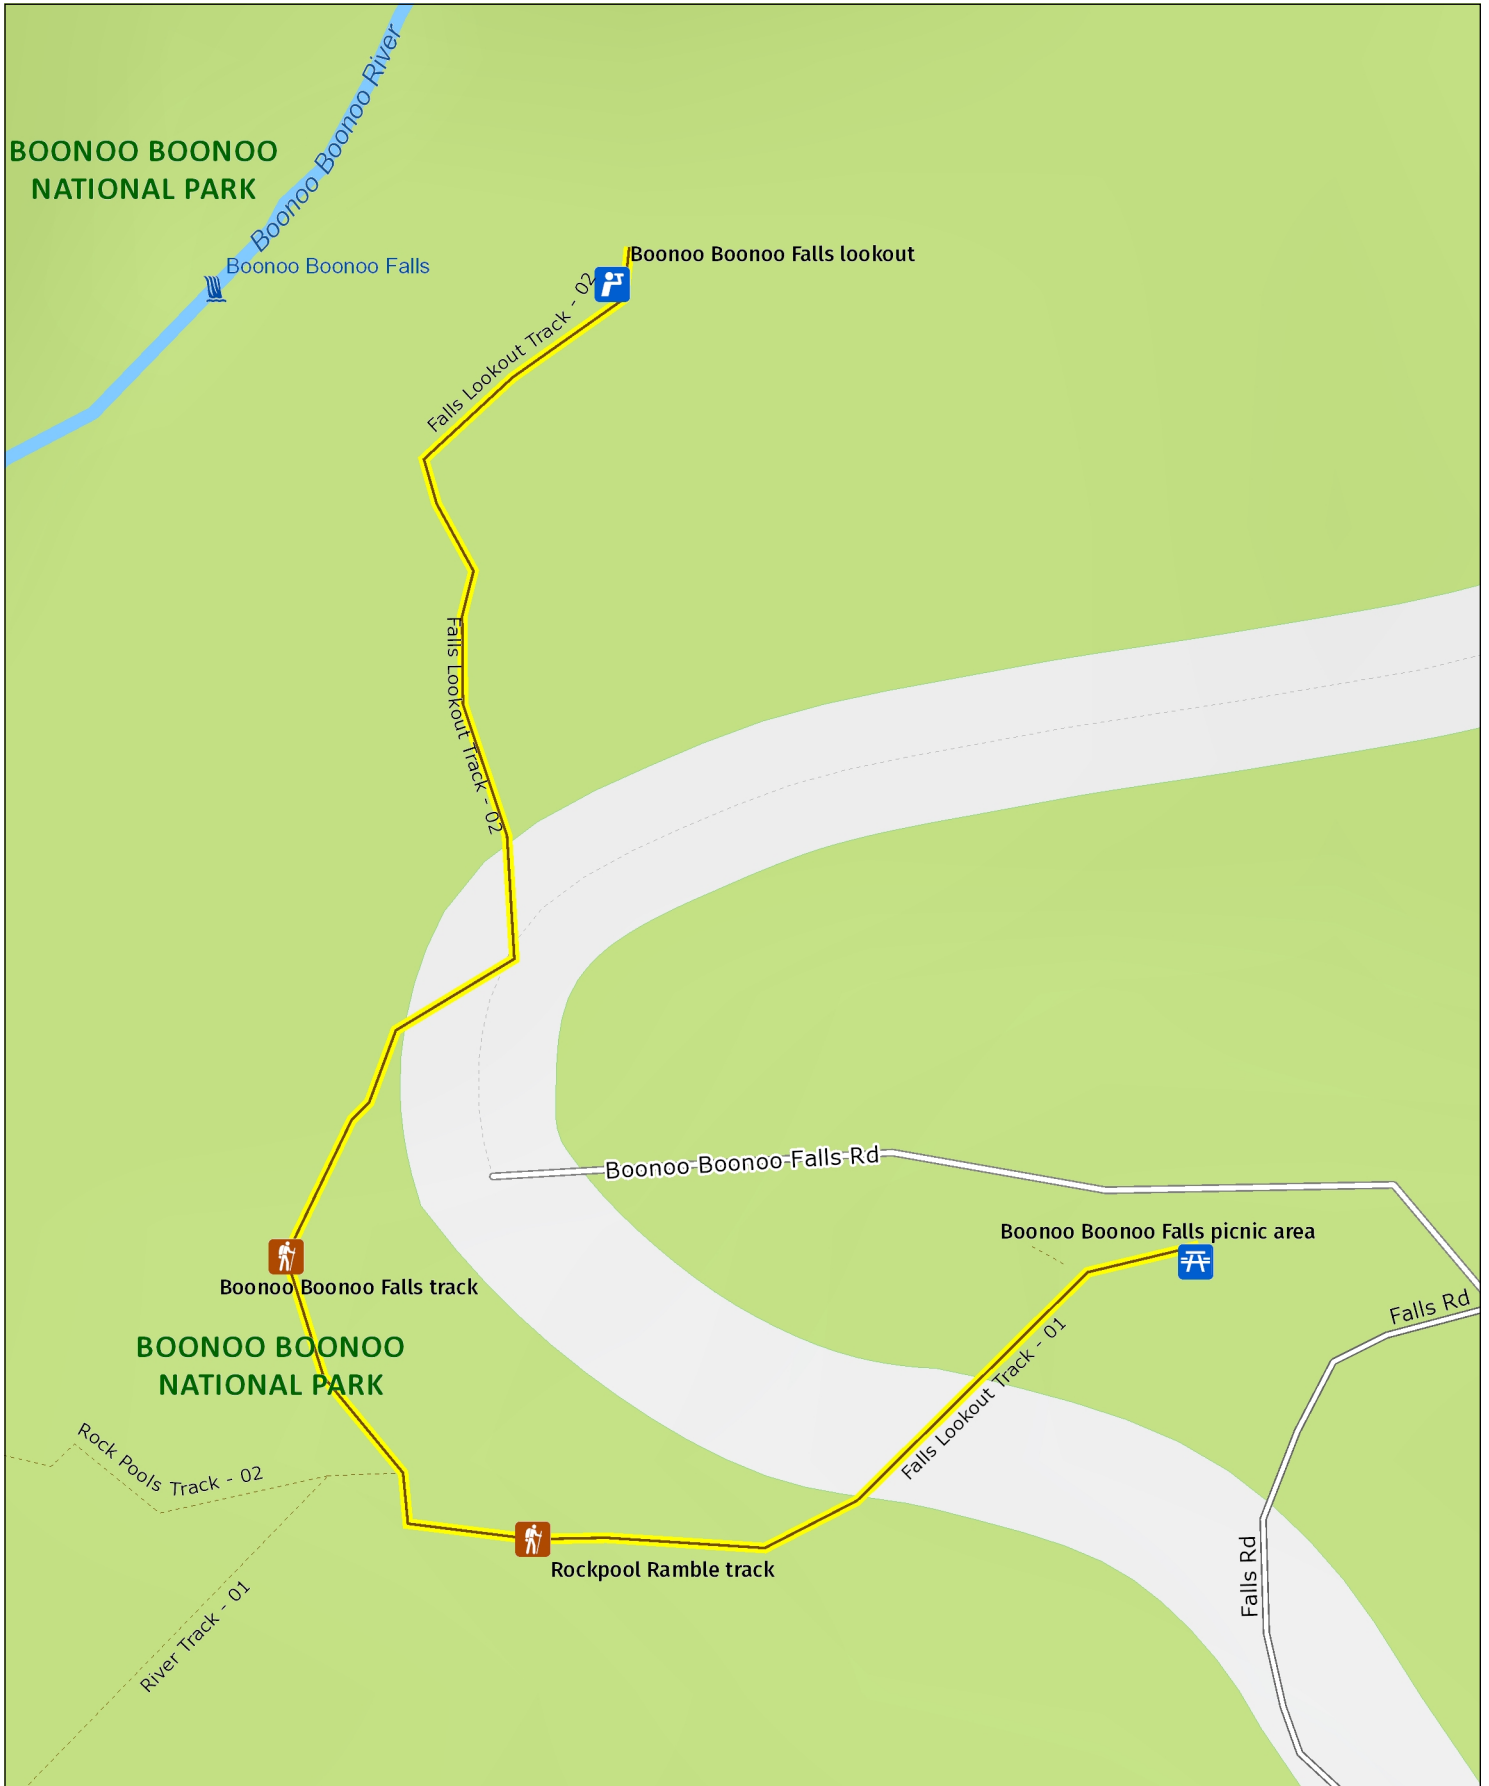 Boonoo Boonoo River
BOONOO BOONOO
NATIONAL PARK
Boonoo Boonoo Falls
Boonoo Boonoo Falls lookout
Falls Lookout Track - 02
Falls Lookout Track - 02
Boonoo Boonoo Falls Rd
Boonoo Boonoo Falls picnic area
Boonoo Boonoo Falls track
Falls Rd
BOONOO BOONOO
NATIONAL PARK
Falls Lookout Track - 01
Rock Pools Track - 02
Rockpool Ramble track
Falls Rd
River Track - 01